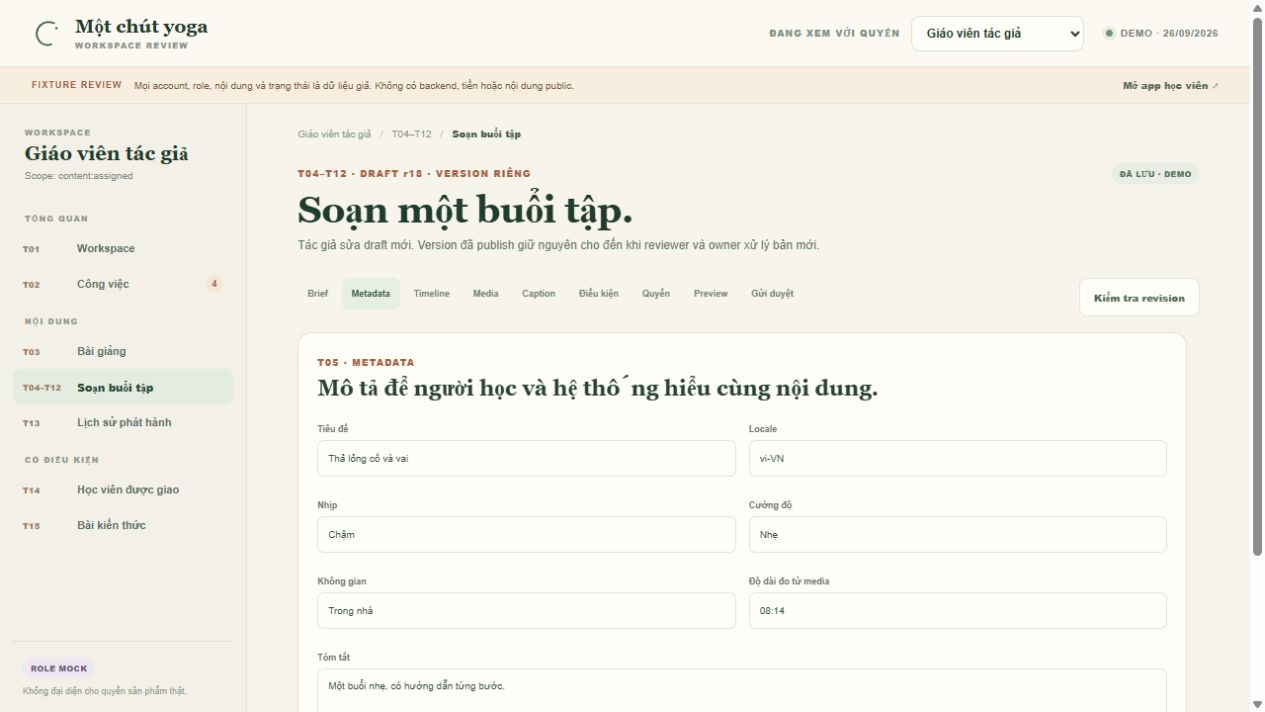 Một chút yoga
WORKSPACE REVIEW
ĐANG XEM VỚI QUYỀN
Giáo viên tác giả
DEMO · 26/09/2026
FIXTURE REVIEW
Mọi account, role, nội dung và trạng thái là dữ liệu giả. Không có backend, tiền hoặc nội dung public.
Mở app học viên ↗
WORKSPACE
Giáo viên tác giả
Scope: content:assigned
TỔNG QUAN
T01 Workspace
T02 Công việc 4
NỘI DUNG
T03 Bài giảng
T04–T12 Soạn buổi tập
T13 Lịch sử phát hành
CÓ ĐIỀU KIỆN
T14 Học viên được giao
T15 Bài kiến thức
ROLE MOCK
Không đại diện cho quyền sản phẩm thật.
Giáo viên tác giả / T04–T12 / Soạn buổi tập
T04–T12 · DRAFT r18 · VERSION RIÊNG
ĐÃ LƯU · DEMO
Soạn một buổi tập.
Tác giả sửa draft mới. Version đã publish giữ nguyên cho đến khi reviewer và owner xử lý bản mới.
Brief Metadata Timeline Media Caption Điều kiện Quyền Preview Gửi duyệt
Kiểm tra revision
T05 · METADATA
Mô tả để người học và hệ thống hiểu cùng nội dung.
Tiêu đề
Thả lỏng cổ và vai
Locale
vi-VN
Nhịp
Chậm
Cường độ
Nhẹ
Không gian
Trong nhà
Độ dài đo từ media
08:14
Tóm tắt
Một buổi nhẹ, có hướng dẫn từng bước.